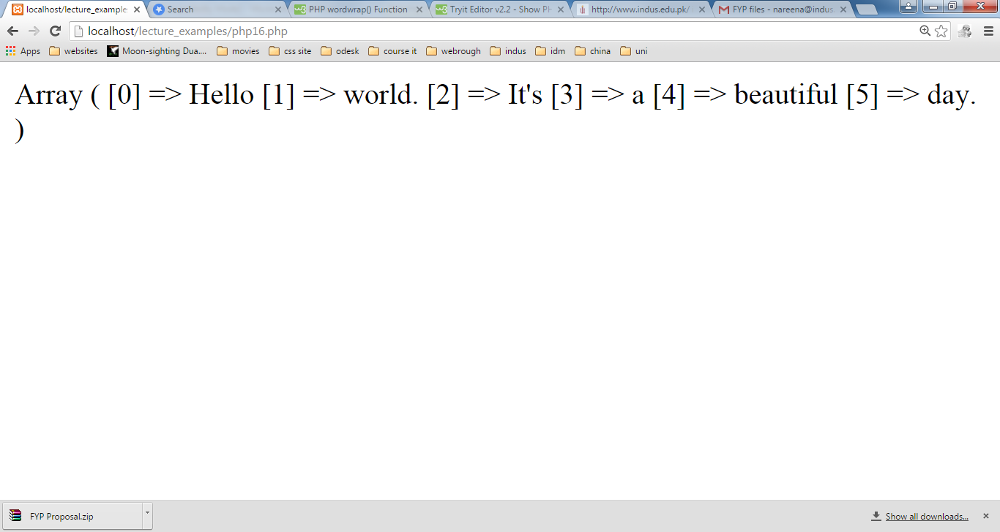 localhost/lecture_example
Search
PHP wordwrap() Function
Tryit Editor v2.2 - Show PH
http://www.indus.edu.pk/
FYP files - nareena@indus.
localhost/lecture_examples/php16.php
Apps websites Moon-sighting Dua.... movies css site odesk course it webrough indus idm china uni
Array ( [0] => Hello [1] => world. [2] => It's [3] => a [4] => beautiful [5] => day.
)
FYP Proposal.zip
Show all downloads...